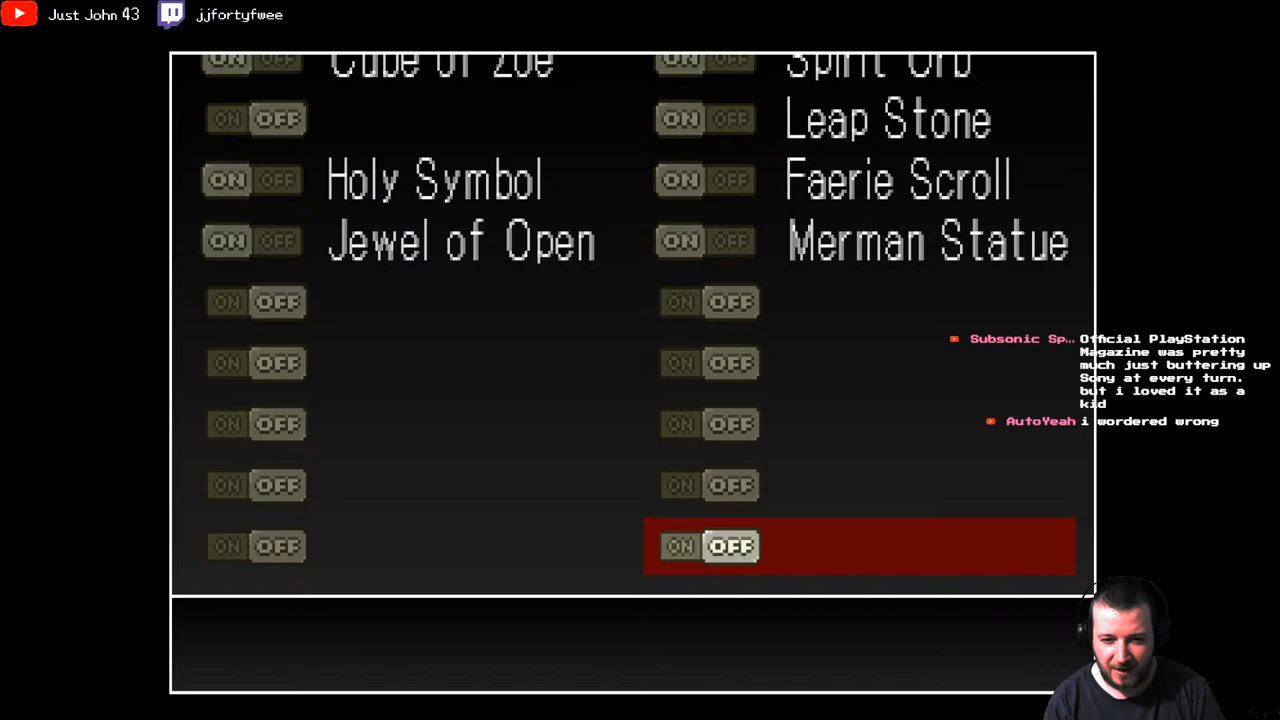 Just John 43 jjfortyfwee
ON OFF Cube of Zoe ON OFF Spirit Orb
ON OFF ON OFF Leap Stone
ON OFF Holy Symbol ON OFF Faerie Scroll
ON OFF Jewel of Open ON OFF Merman Statue
ON OFF ON OFF
ON OFF ON OFF
ON OFF ON OFF
ON OFF ON OFF
ON OFF ON OFF
Subsonic Sp... Official PlayStation
Magazine was pretty
much just buttering up
Sony at every turn.
but i loved it as a
kid
AutoYeah i wordered wrong